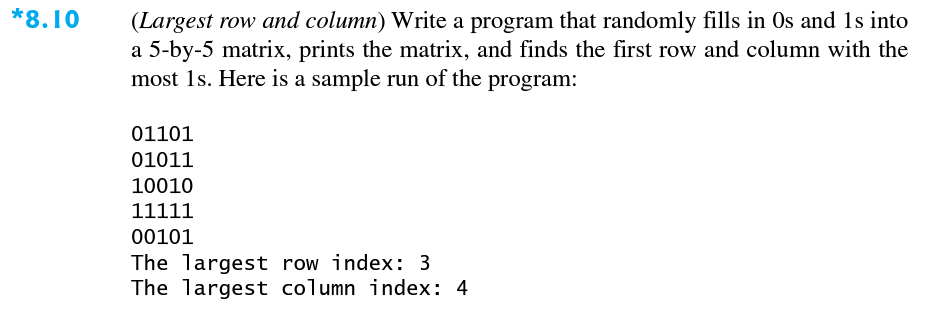 *8.10 (Largest row and column) Write a program that randomly fills in 0s and 1s into
a 5-by-5 matrix, prints the matrix, and finds the first row and column with the
most 1s. Here is a sample run of the program:
01101
01011
10010
11111
00101
The largest row index: 3
The largest column index: 4